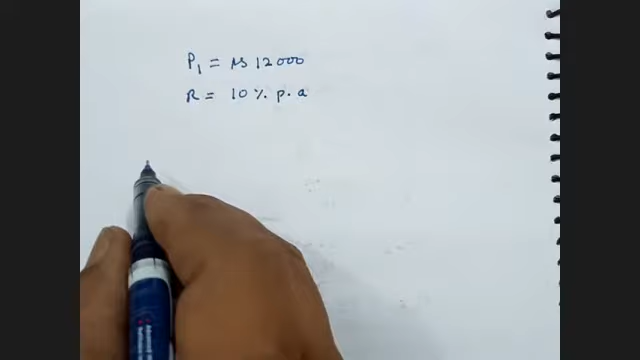 P₁ = Rs 12000
R = 10 % p.a